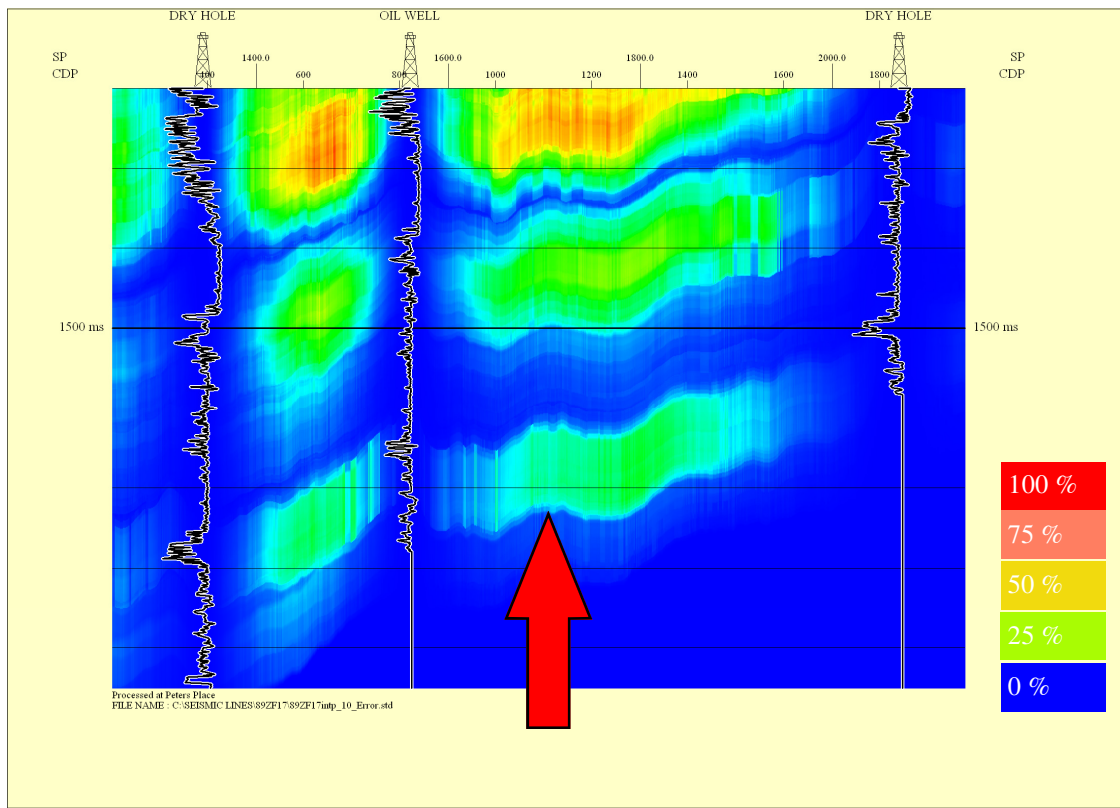 DRY HOLE OIL WELL DRY HOLE
SP 1400.0 1600.0 1800.0 2000.0 SP
CDP 400 600 800 1000 1200 1400 1600 1800 CDP
1500 ms 1500 ms
100 %
75 %
50 %
25 %
0 %
Processed at Peters Place
FILE NAME : C:\SEISMIC LINES\89ZF17\89ZF17intp_10_Error.std